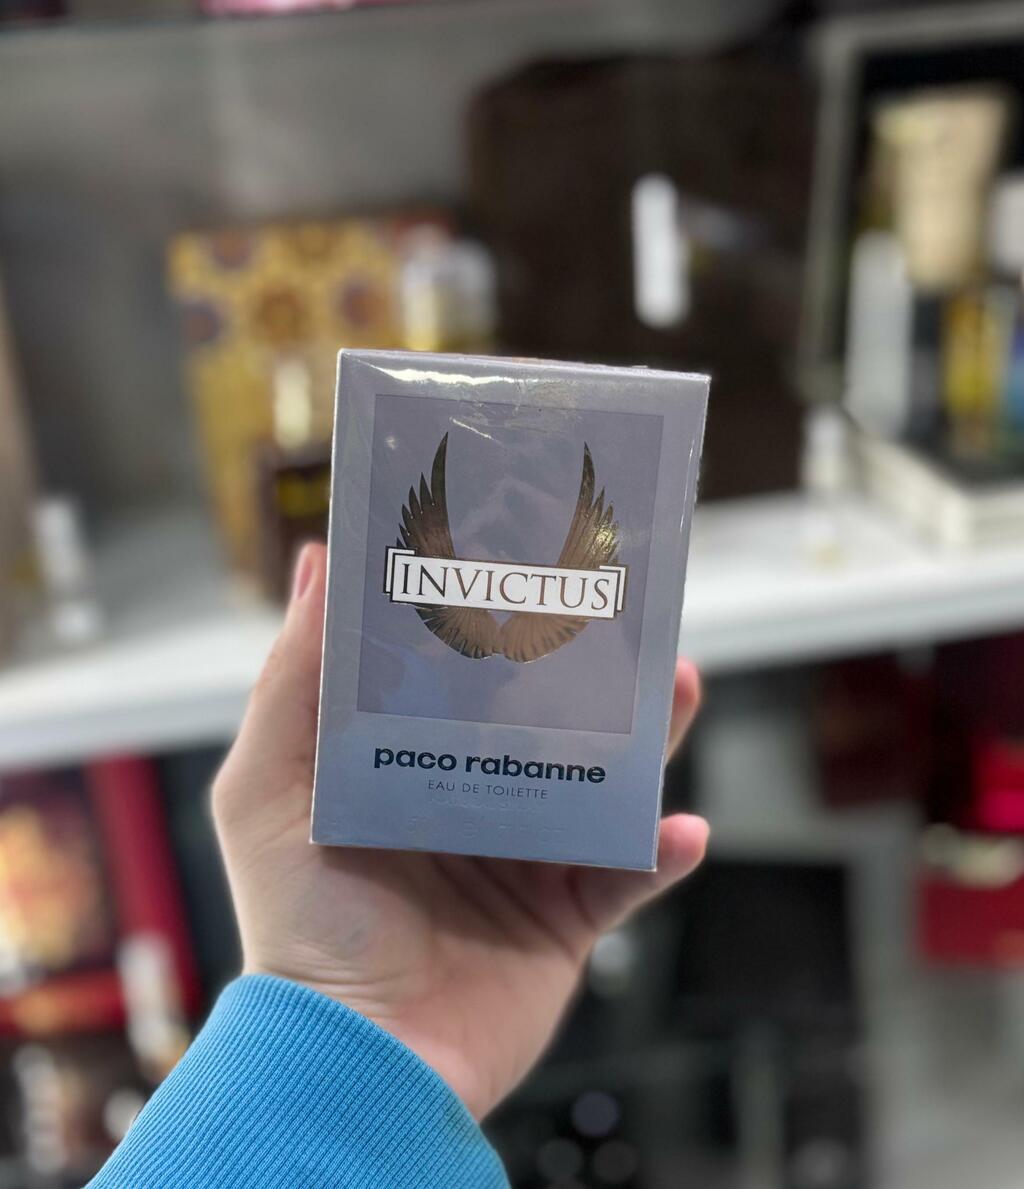 INVICTUS
paco rabanne
EAU DE TOILETTE